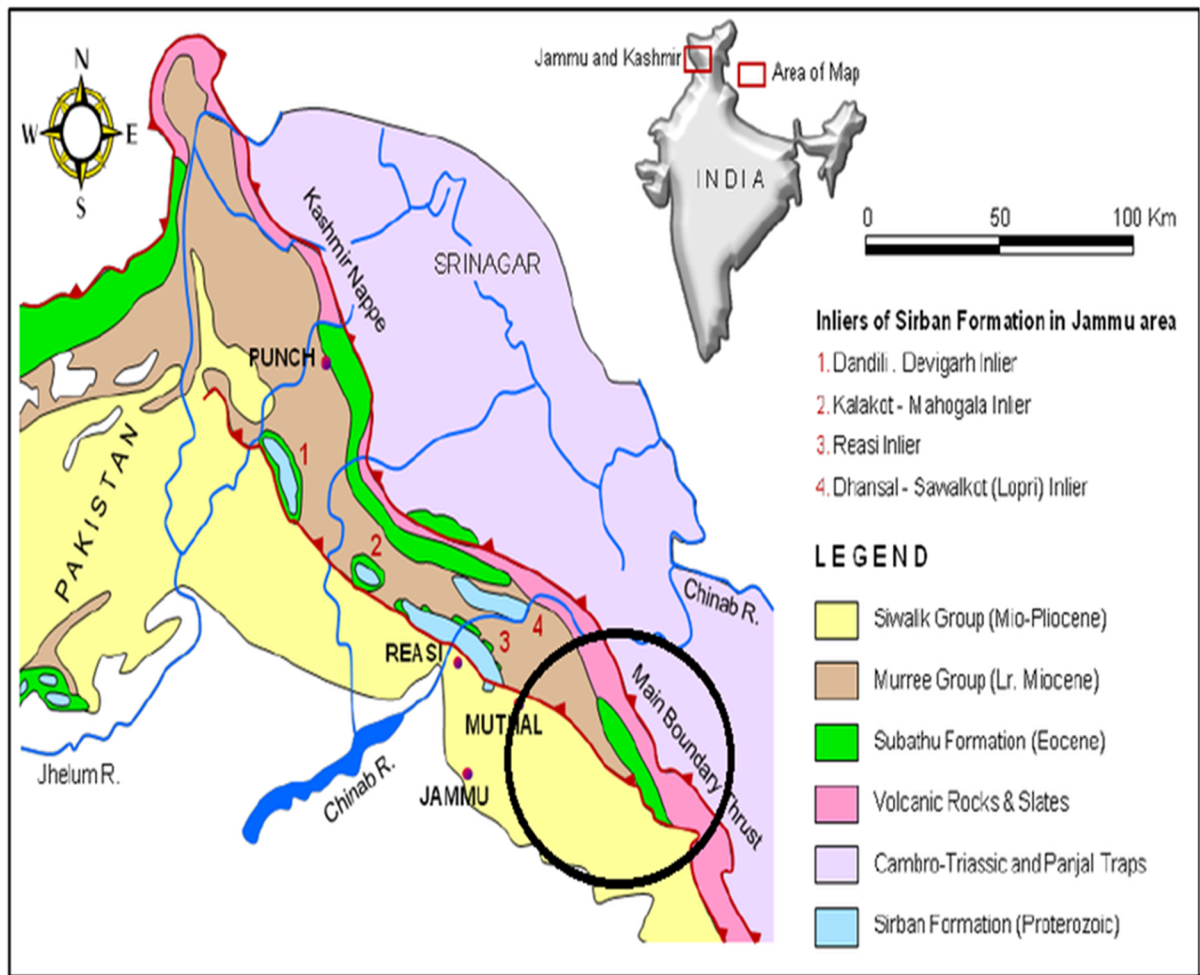 N
W
E
S
Jammu and Kashmir
Area of Map
INDIA
0 50 100 Km
Kashmir Nappe
SRINAGAR
PUNCH
PAKISTAN
1
2
3
4
REASI
MUTHAL
JAMMU
Jhelum R.
Chinab R.
Chinab R.
Main Boundary Thrust
Inliers of Sirban Formation in Jammu area
1. Dandili . Devigarh Inlier
2. Kalakot - Mahogala Inlier
3. Reasi Inlier
4. Dhansal - Sawalkot (Lopri) Inlier
LEGEND
Siwalk Group (Mio-Pliocene)
Murree Group (Lr. Miocene)
Subathu Formation (Eocene)
Volcanic Rocks & Slates
Cambro-Triassic and Panjal Traps
Sirban Formation (Proterozoic)